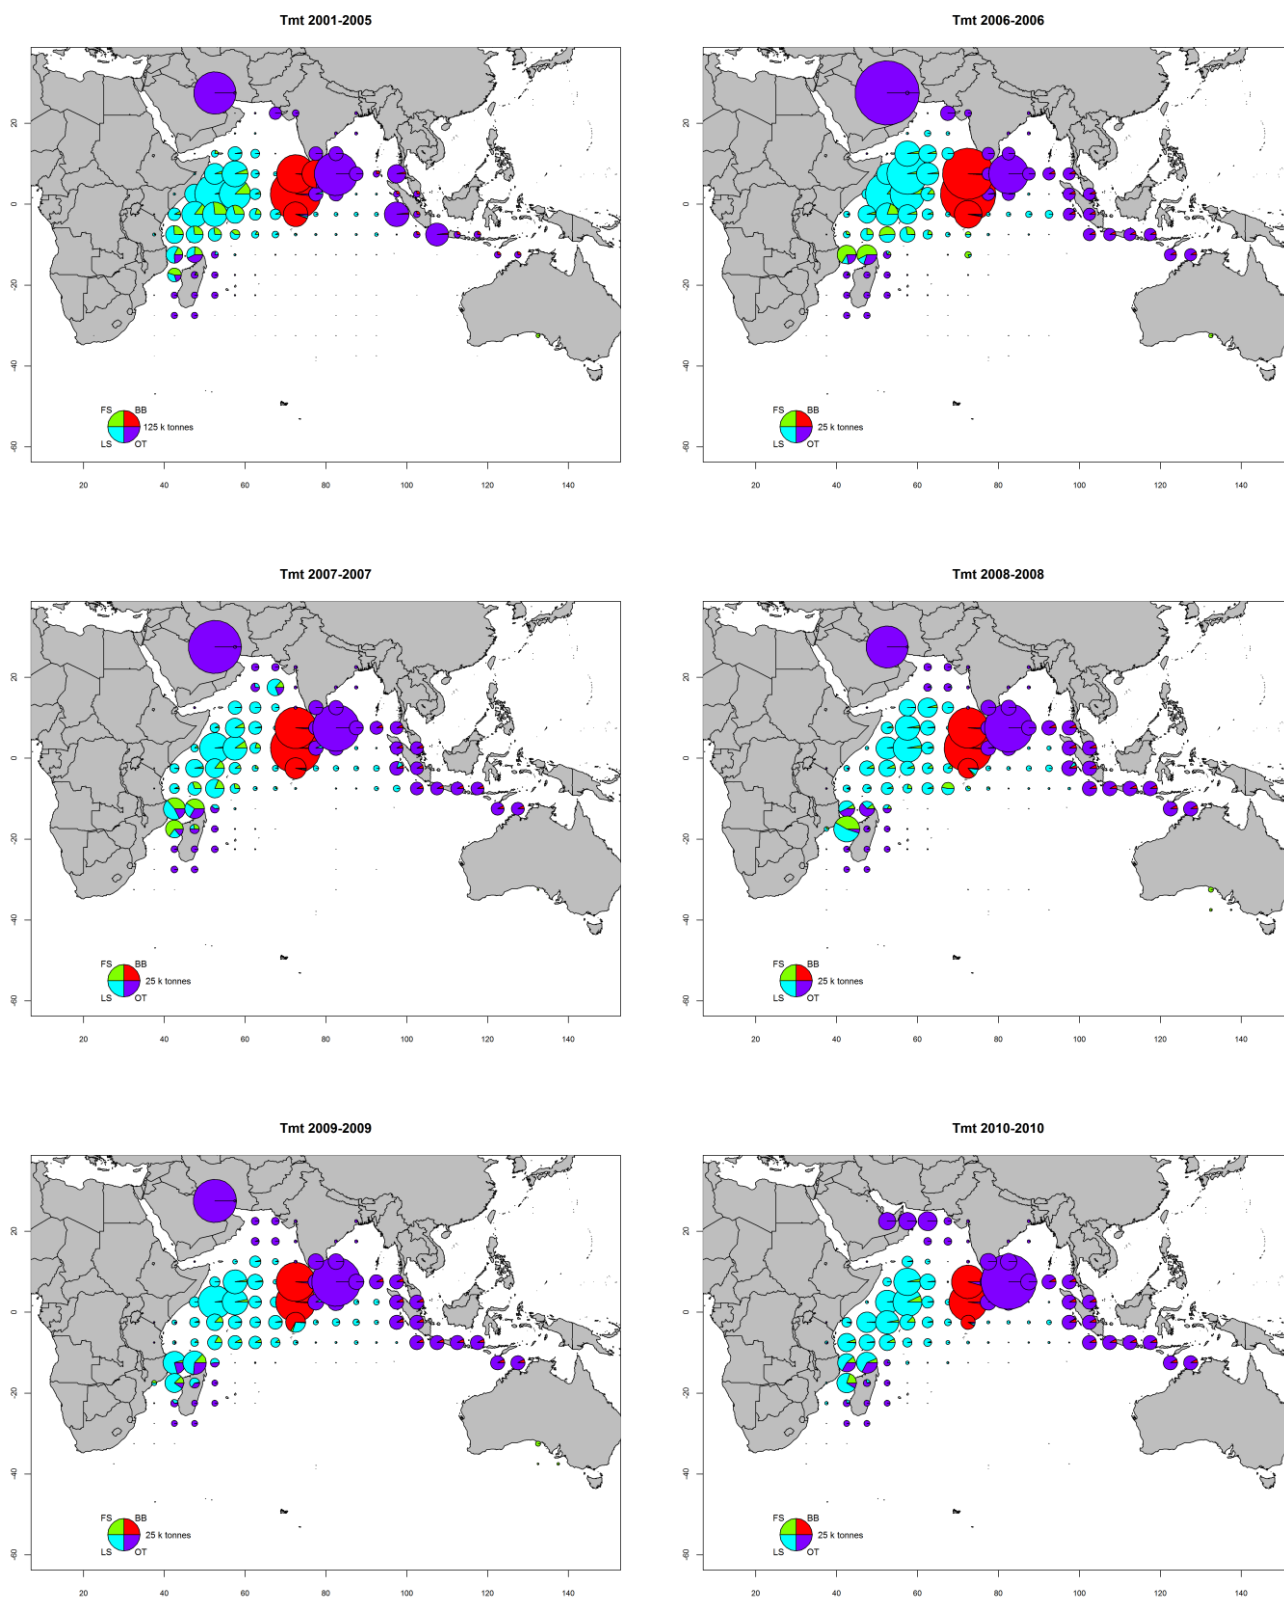 Tmt 2001-2005
20
0
-20
-40
-60
FS BB
125 k tonnes
LS OT
20 40 60 80 100 120 140
Tmt 2006-2006
20
0
-20
-40
-60
FS BB
25 k tonnes
LS OT
20 40 60 80 100 120 140
Tmt 2007-2007
20
0
-20
-40
-60
FS BB
25 k tonnes
LS OT
20 40 60 80 100 120 140
Tmt 2008-2008
20
0
-20
-40
-60
FS BB
25 k tonnes
LS OT
20 40 60 80 100 120 140
Tmt 2009-2009
20
0
-20
-40
-60
FS BB
25 k tonnes
LS OT
20 40 60 80 100 120 140
Tmt 2010-2010
20
0
-20
-40
-60
FS BB
25 k tonnes
LS OT
20 40 60 80 100 120 140